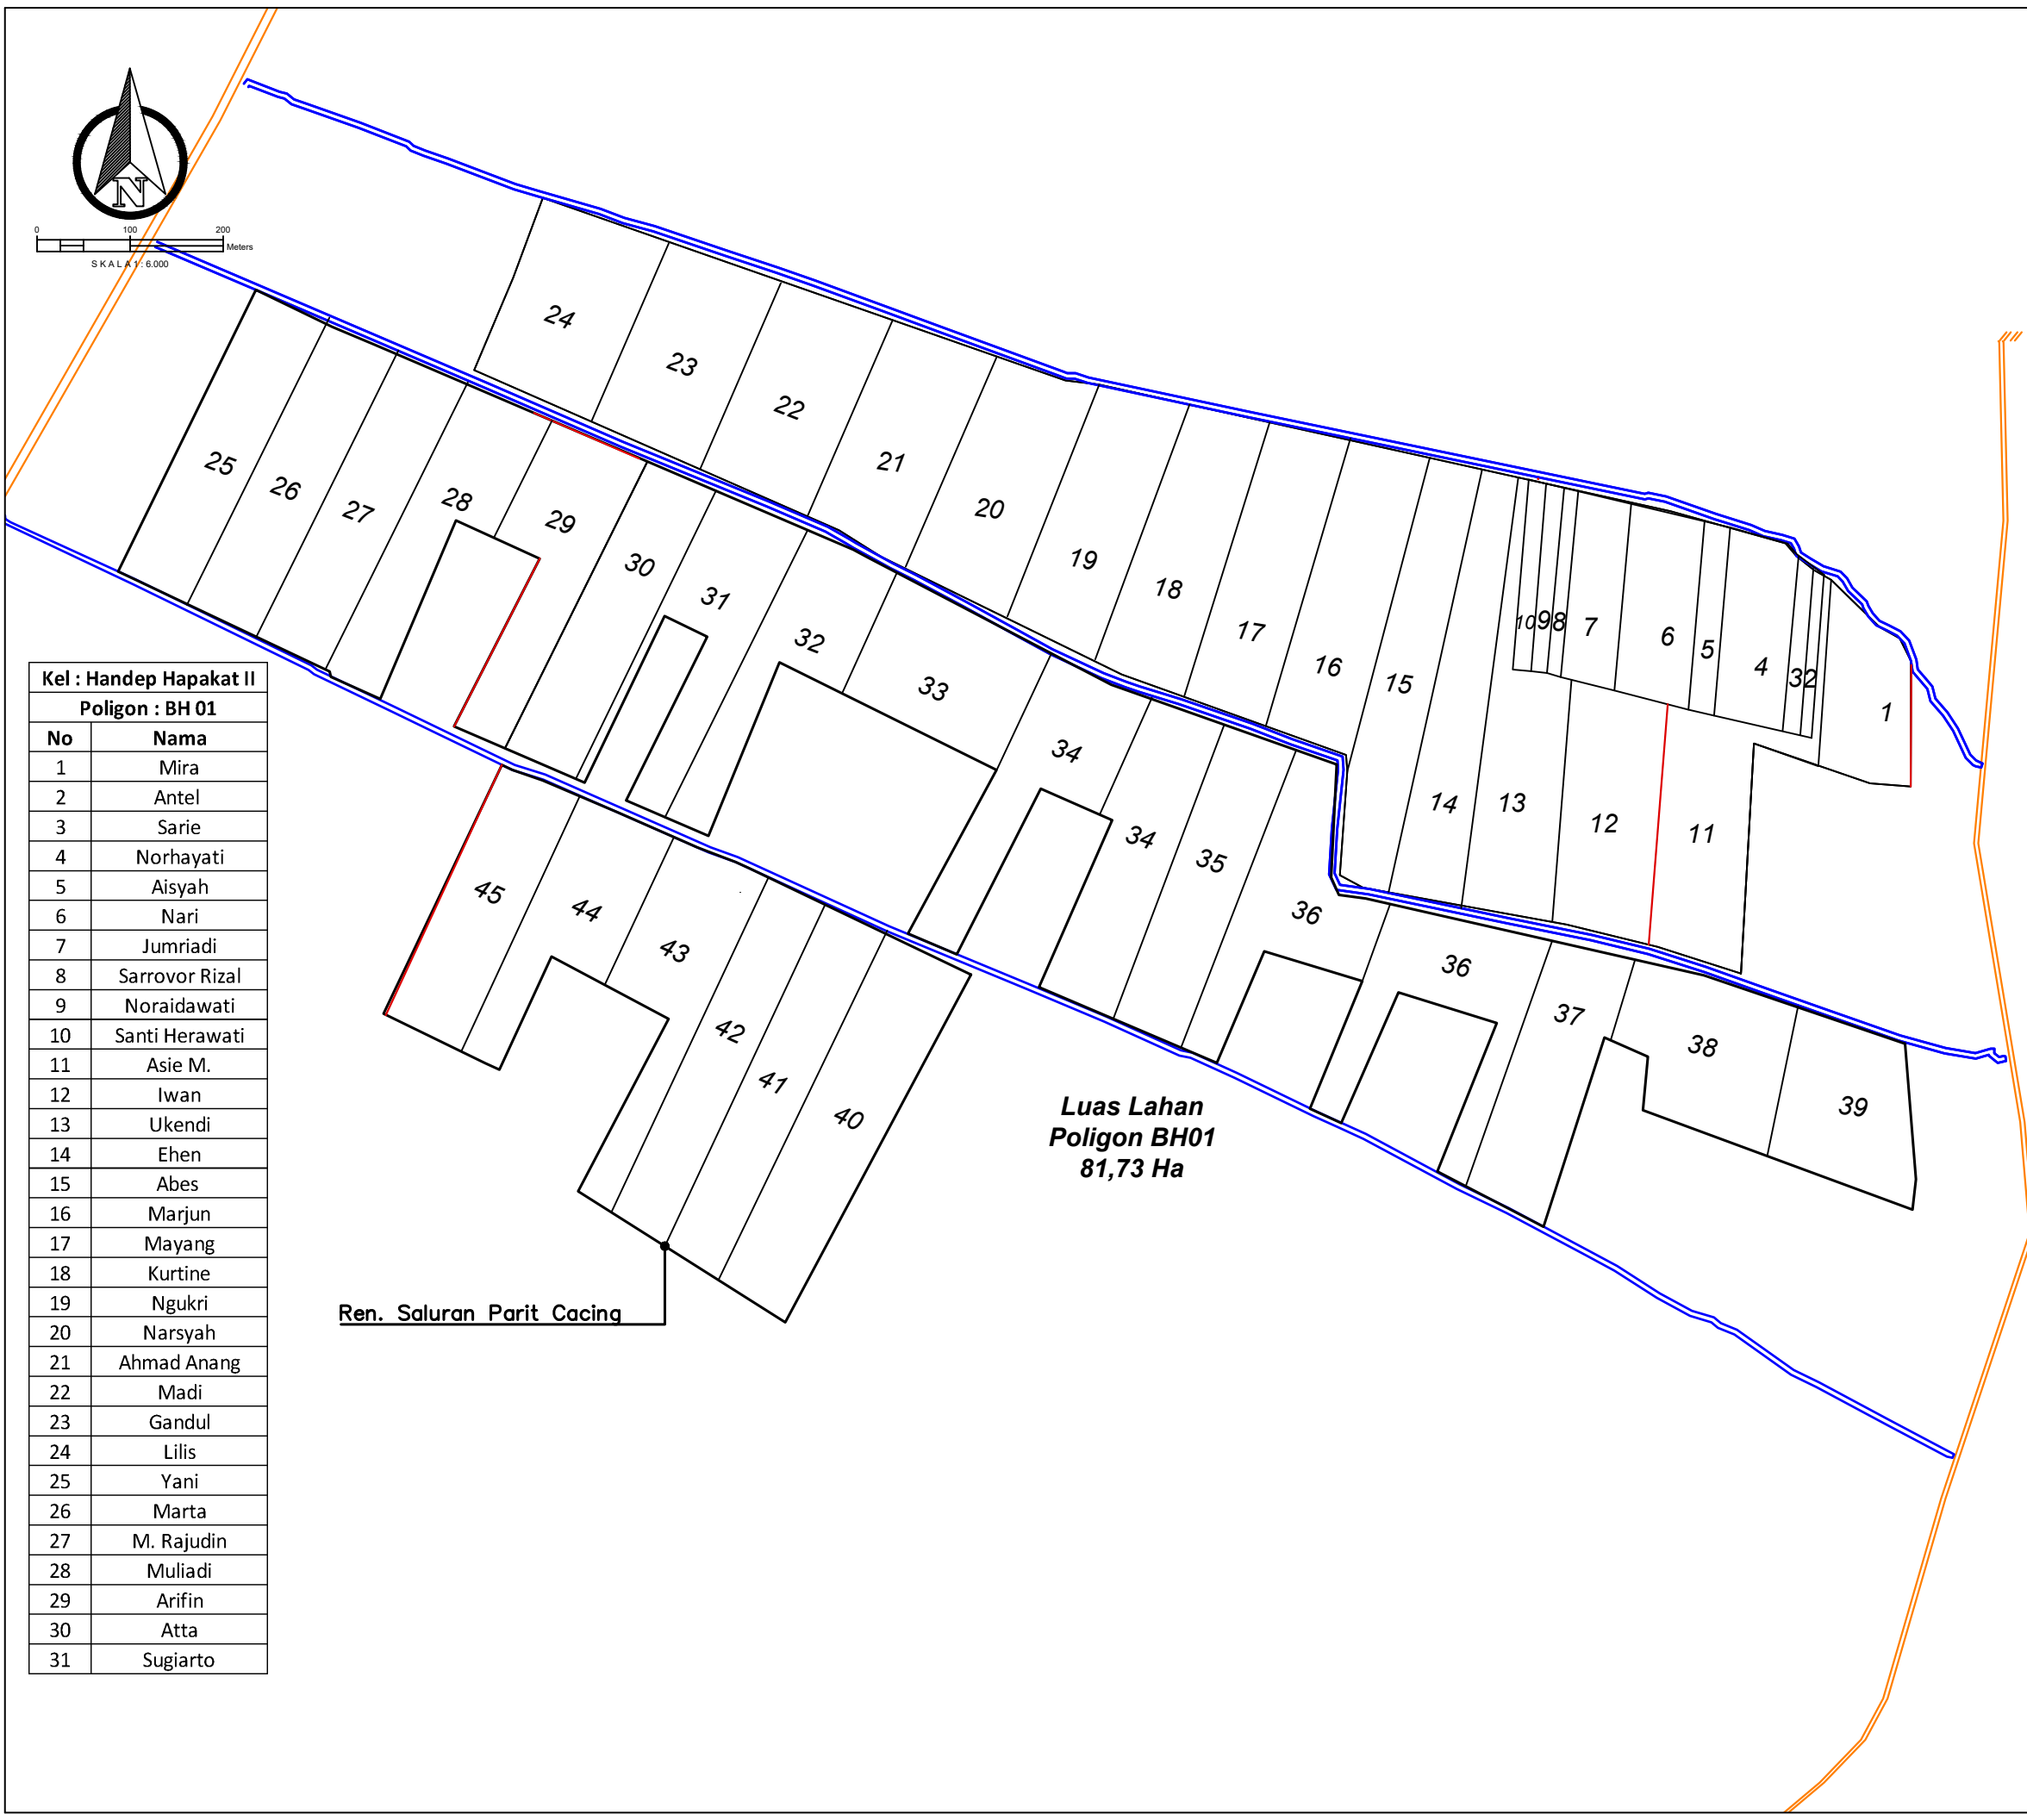 N
0 100 200
Meters
SKALA 1 : 6.000
24
23
22
21
20
19
18
17
16
15
14
13
12
11
10
9
8
7
6
5
4
3
2
1
25
26
27
28
29
30
31
32
33
34
34
35
36
36
37
38
39
45
44
43
42
41
40
Kel : Handep Hapakat II
Poligon : BH 01
No Nama
1 Mira
2 Antel
3 Sarie
4 Norhayati
5 Aisyah
6 Nari
7 Jumriadi
8 Sarrovor Rizal
9 Noraidawati
10 Santi Herawati
11 Asie M.
12 Iwan
13 Ukendi
14 Ehen
15 Abes
16 Marjun
17 Mayang
18 Kurtine
19 Ngukri
20 Narsyah
21 Ahmad Anang
22 Madi
23 Gandul
24 Lilis
25 Yani
26 Marta
27 M. Rajudin
28 Muliadi
29 Arifin
30 Atta
31 Sugiarto
Luas Lahan
Poligon BH01
81,73 Ha
Ren. Saluran Parit Cacing